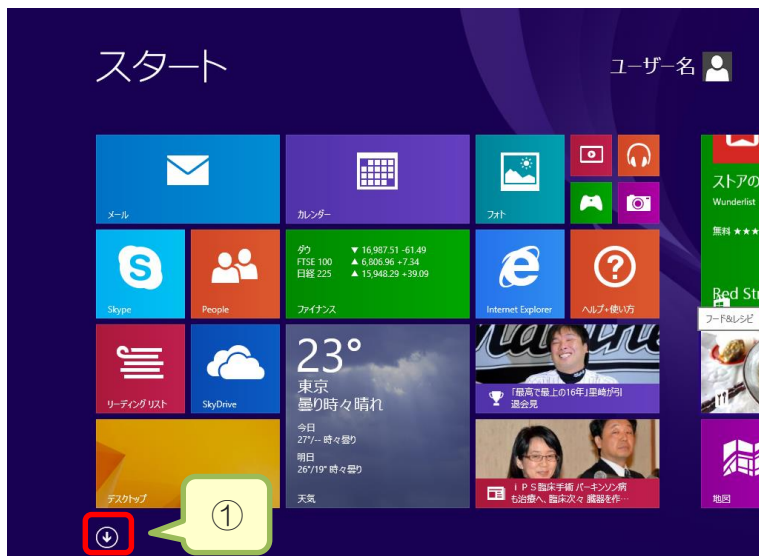 スタート
ユーザー名
メール
カレンダー
フォト
ストアの
Wunderlist
無料 ★★★
Skype
People
ダウ ▼ 16,987.51 -61.49
FTSE 100 ▲ 6,806.96 +7.34
日経 225 ▲ 15,948.29 +39.09
ファイナンス
Internet Explorer
ヘルプ+使い方
Red Str
フード&レシピ
リーディング リスト
SkyDrive
23°
東京
曇り時々晴れ
今日
27°/-- 時々曇り
明日
26°/19° 時々曇り
天気
「最高で最上の16年」里崎が引
退会見
ｉＰＳ臨床手術 パーキンソン病
も治療へ、臨床次々 臓器を作…
デスクトップ
地図
①